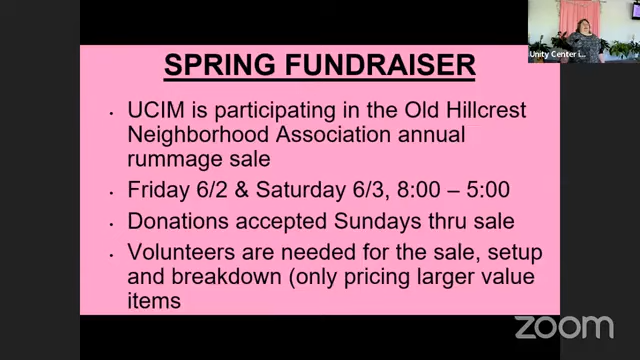 Unity Center i...
SPRING FUNDRAISER
• UCIM is participating in the Old Hillcrest
Neighborhood Association annual
rummage sale
• Friday 6/2 & Saturday 6/3, 8:00 – 5:00
• Donations accepted Sundays thru sale
• Volunteers are needed for the sale, setup
and breakdown (only pricing larger value
items
zoom